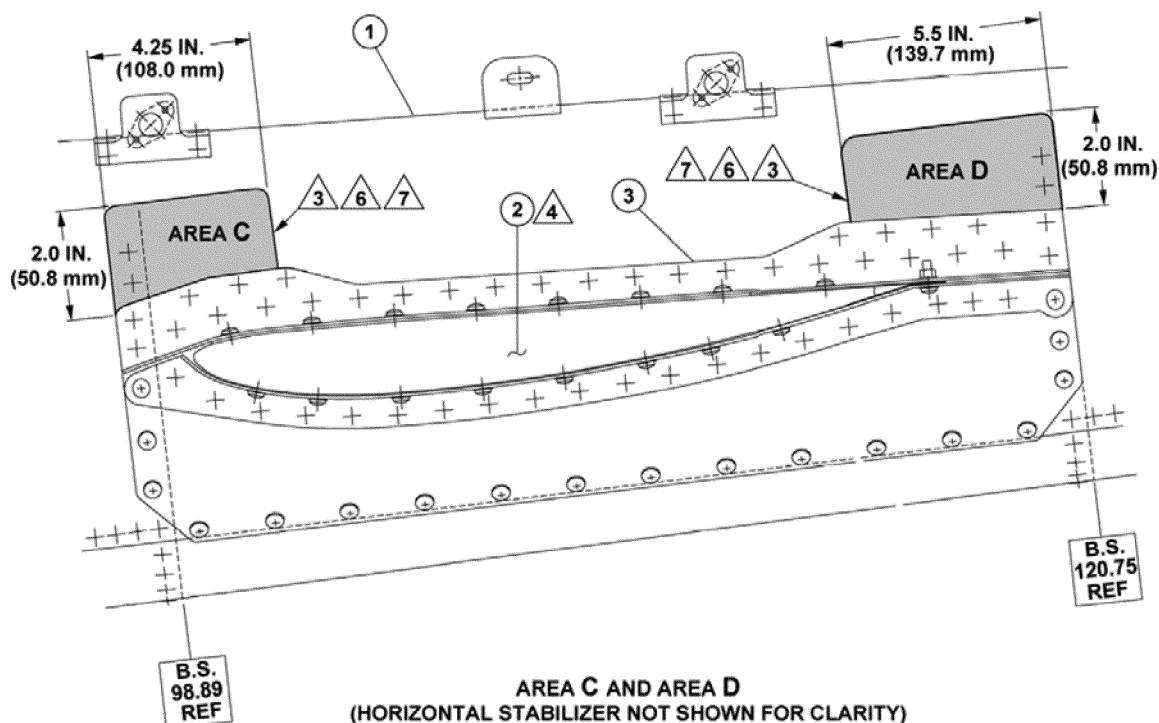 4.25 IN.
(108.0 mm)
1
5.5 IN.
(139.7 mm)
2.0 IN.
(50.8 mm)
AREA D
7 6 3
3 6 7
AREA C
2.0 IN.
(50.8 mm)
2 4
3
B.S.
120.75
REF
B.S.
98.89
REF
AREA C AND AREA D
(HORIZONTAL STABILIZER NOT SHOWN FOR CLARITY)